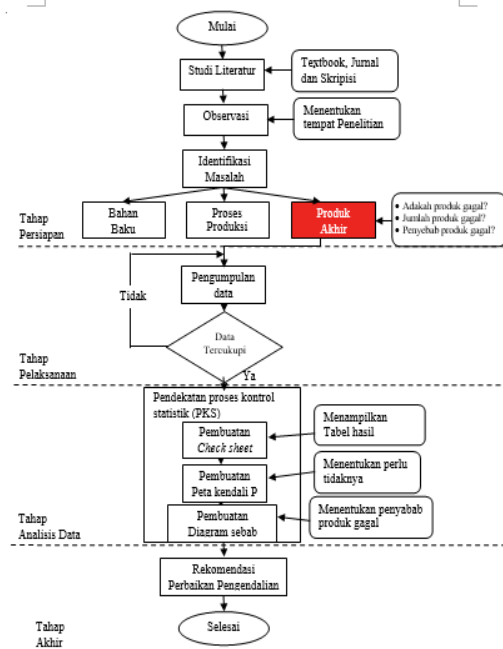 Mulai
Studi Literatur
Textbook, Jurnal
dan Skripisi
Observasi
Menentukan
tempat Penelitian
Identifikasi
Masalah
Tahap
Persiapan
Bahan
Baku
Proses
Produksi
Produk
Akhir
• Adakah produk gagal?
• Jumlah produk gagal?
• Penyebab produk gagal?
Pengumpulan
data
Tidak
Data
Tercukupi
Ya
Tahap
Pelaksanaan
Pendekatan proses kontrol
statistik (PKS)
Pembuatan
Check sheet
Menampilkan
Tabel hasil
Pembuatan
Peta kendali P
Menentukan perlu
tidaknya
Pembuatan
Diagram sebab
Menentukan penyabab
produk gagal
Tahap
Analisis Data
Rekomendasi
Perbaikan Pengendalian
Selesai
Tahap
Akhir